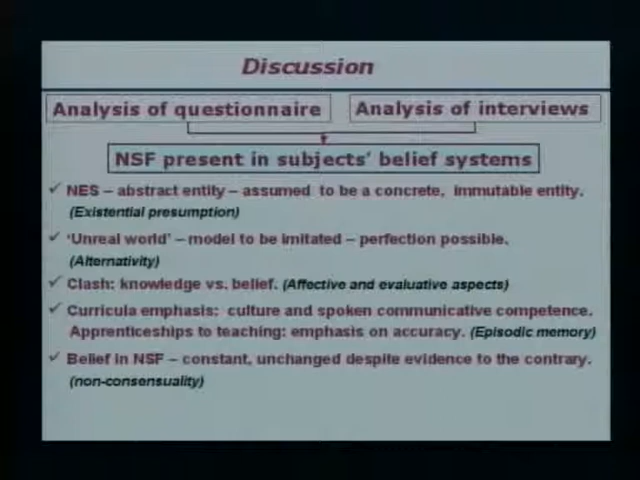 Discussion
Analysis of questionnaire
Analysis of interviews
NSF present in subjects' belief systems
✓ NES – abstract entity – assumed to be a concrete, immutable entity.
(Existential presumption)
✓ 'Unreal world' – model to be imitated – perfection possible.
(Alternativity)
✓ Clash: knowledge vs. belief. (Affective and evaluative aspects)
✓ Curricula emphasis: culture and spoken communicative competence.
Apprenticeships to teaching: emphasis on accuracy. (Episodic memory)
✓ Belief in NSF – constant, unchanged despite evidence to the contrary.
(non-consensuality)